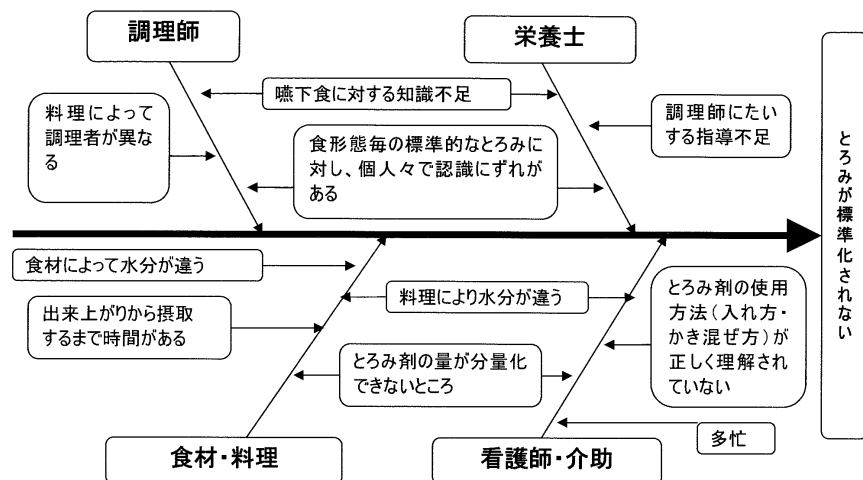 調理師
栄養士
嚥下食に対する知識不足
料理によって
調理者が異な
る
調理師にたい
する指導不足
食形態毎の標準的なとろみに
対し、個人々で認識にずれが
ある
とろみが標準化されない
食材によって水分が違う
料理により水分が違う
出来上がりから摂取
するまで時間がある
とろみ剤の使用
方法（入れ方・
かき混ぜ方）が
正しく理解され
ていない
とろみ剤の量が分量化
できないところ
多忙
食材・料理
看護師・介助